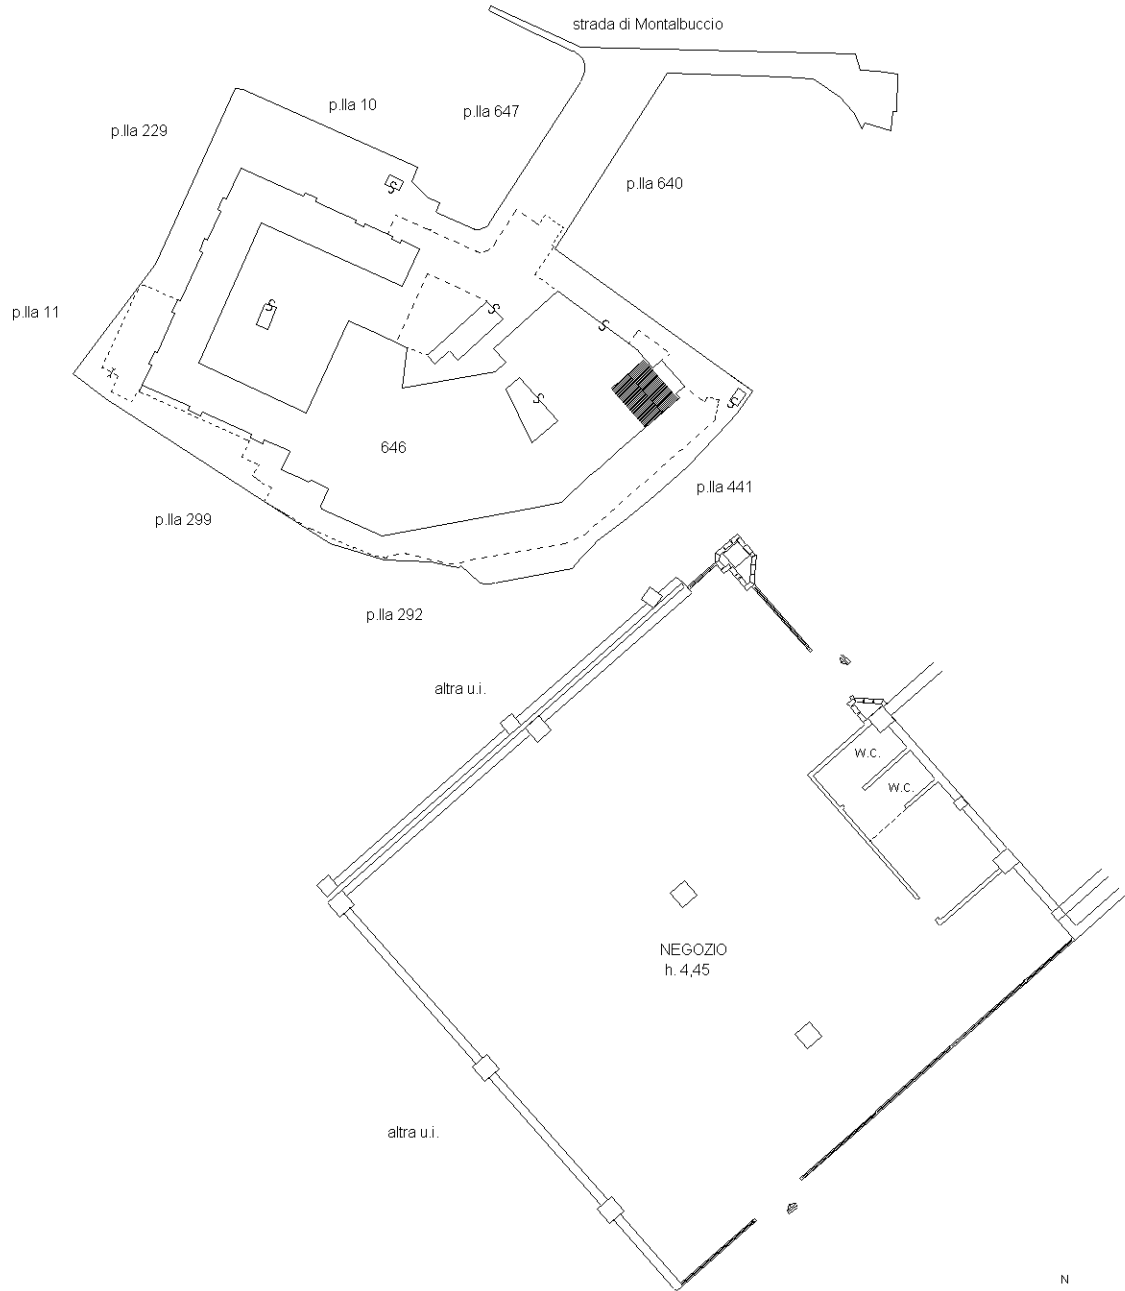 strada di Montalbuccio
p.lla 10
p.lla 647
p.lla 229
p.lla 640
p.lla 11
646
p.lla 441
p.lla 299
p.lla 292
altra u.i.
w.c.
w.c.
NEGOZIO
h. 4,45
altra u.i.
N